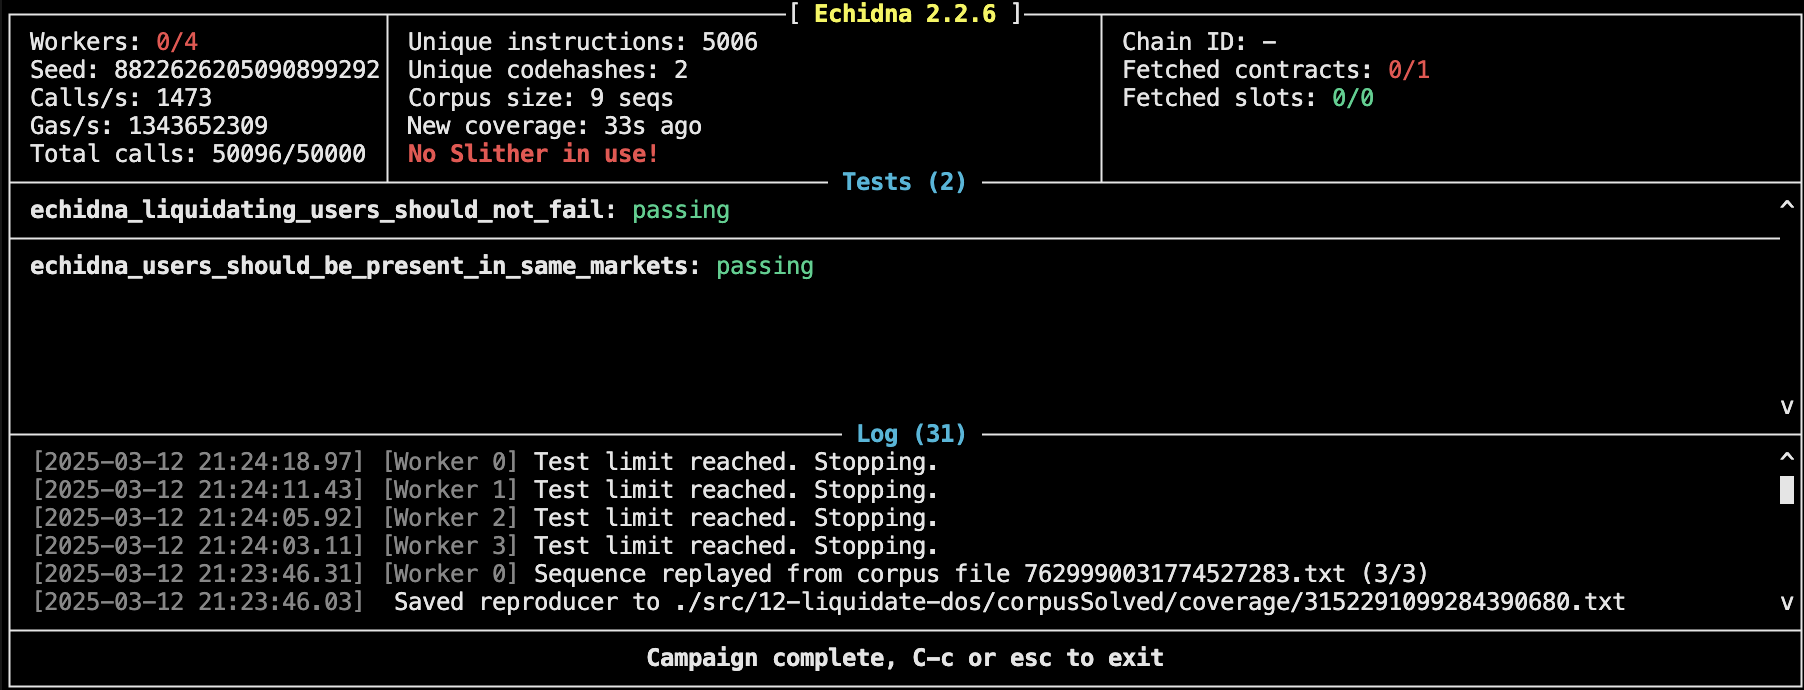 [ Echidna 2.2.6 ]
Workers: 0/4
Seed: 8822626205090899292
Calls/s: 1473
Gas/s: 1343652309
Total calls: 50096/50000
Unique instructions: 5006
Unique codehashes: 2
Corpus size: 9 seqs
New coverage: 33s ago
No Slither in use!
Chain ID: -
Fetched contracts: 0/1
Fetched slots: 0/0
Tests (2)
echidna_liquidating_users_should_not_fail: passing
echidna_users_should_be_present_in_same_markets: passing
Log (31)
[2025-03-12 21:24:18.97] [Worker 0] Test limit reached. Stopping.
[2025-03-12 21:24:11.43] [Worker 1] Test limit reached. Stopping.
[2025-03-12 21:24:05.92] [Worker 2] Test limit reached. Stopping.
[2025-03-12 21:24:03.11] [Worker 3] Test limit reached. Stopping.
[2025-03-12 21:23:46.31] [Worker 0] Sequence replayed from corpus file 7629990031774527283.txt (3/3)
[2025-03-12 21:23:46.03]  Saved reproducer to ./src/12-liquidate-dos/corpusSolved/coverage/3152291099284390680.txt
Campaign complete, C-c or esc to exit